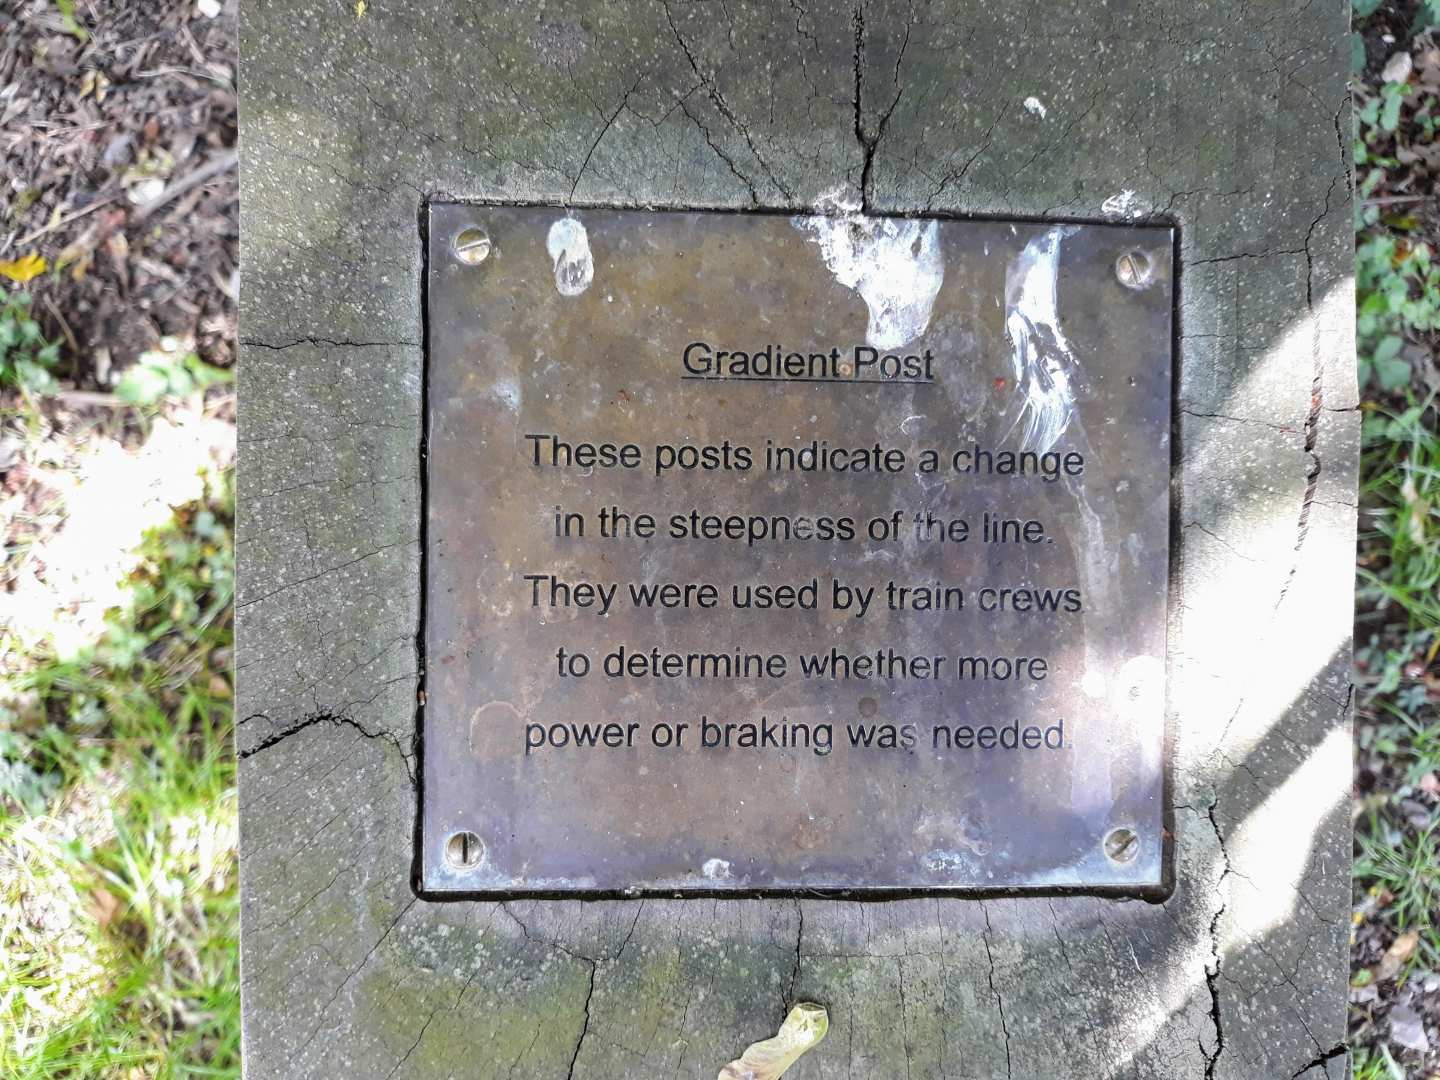 Gradient Post
These posts indicate a change
in the steepness of the line.
They were used by train crews
to determine whether more
power or braking was needed.